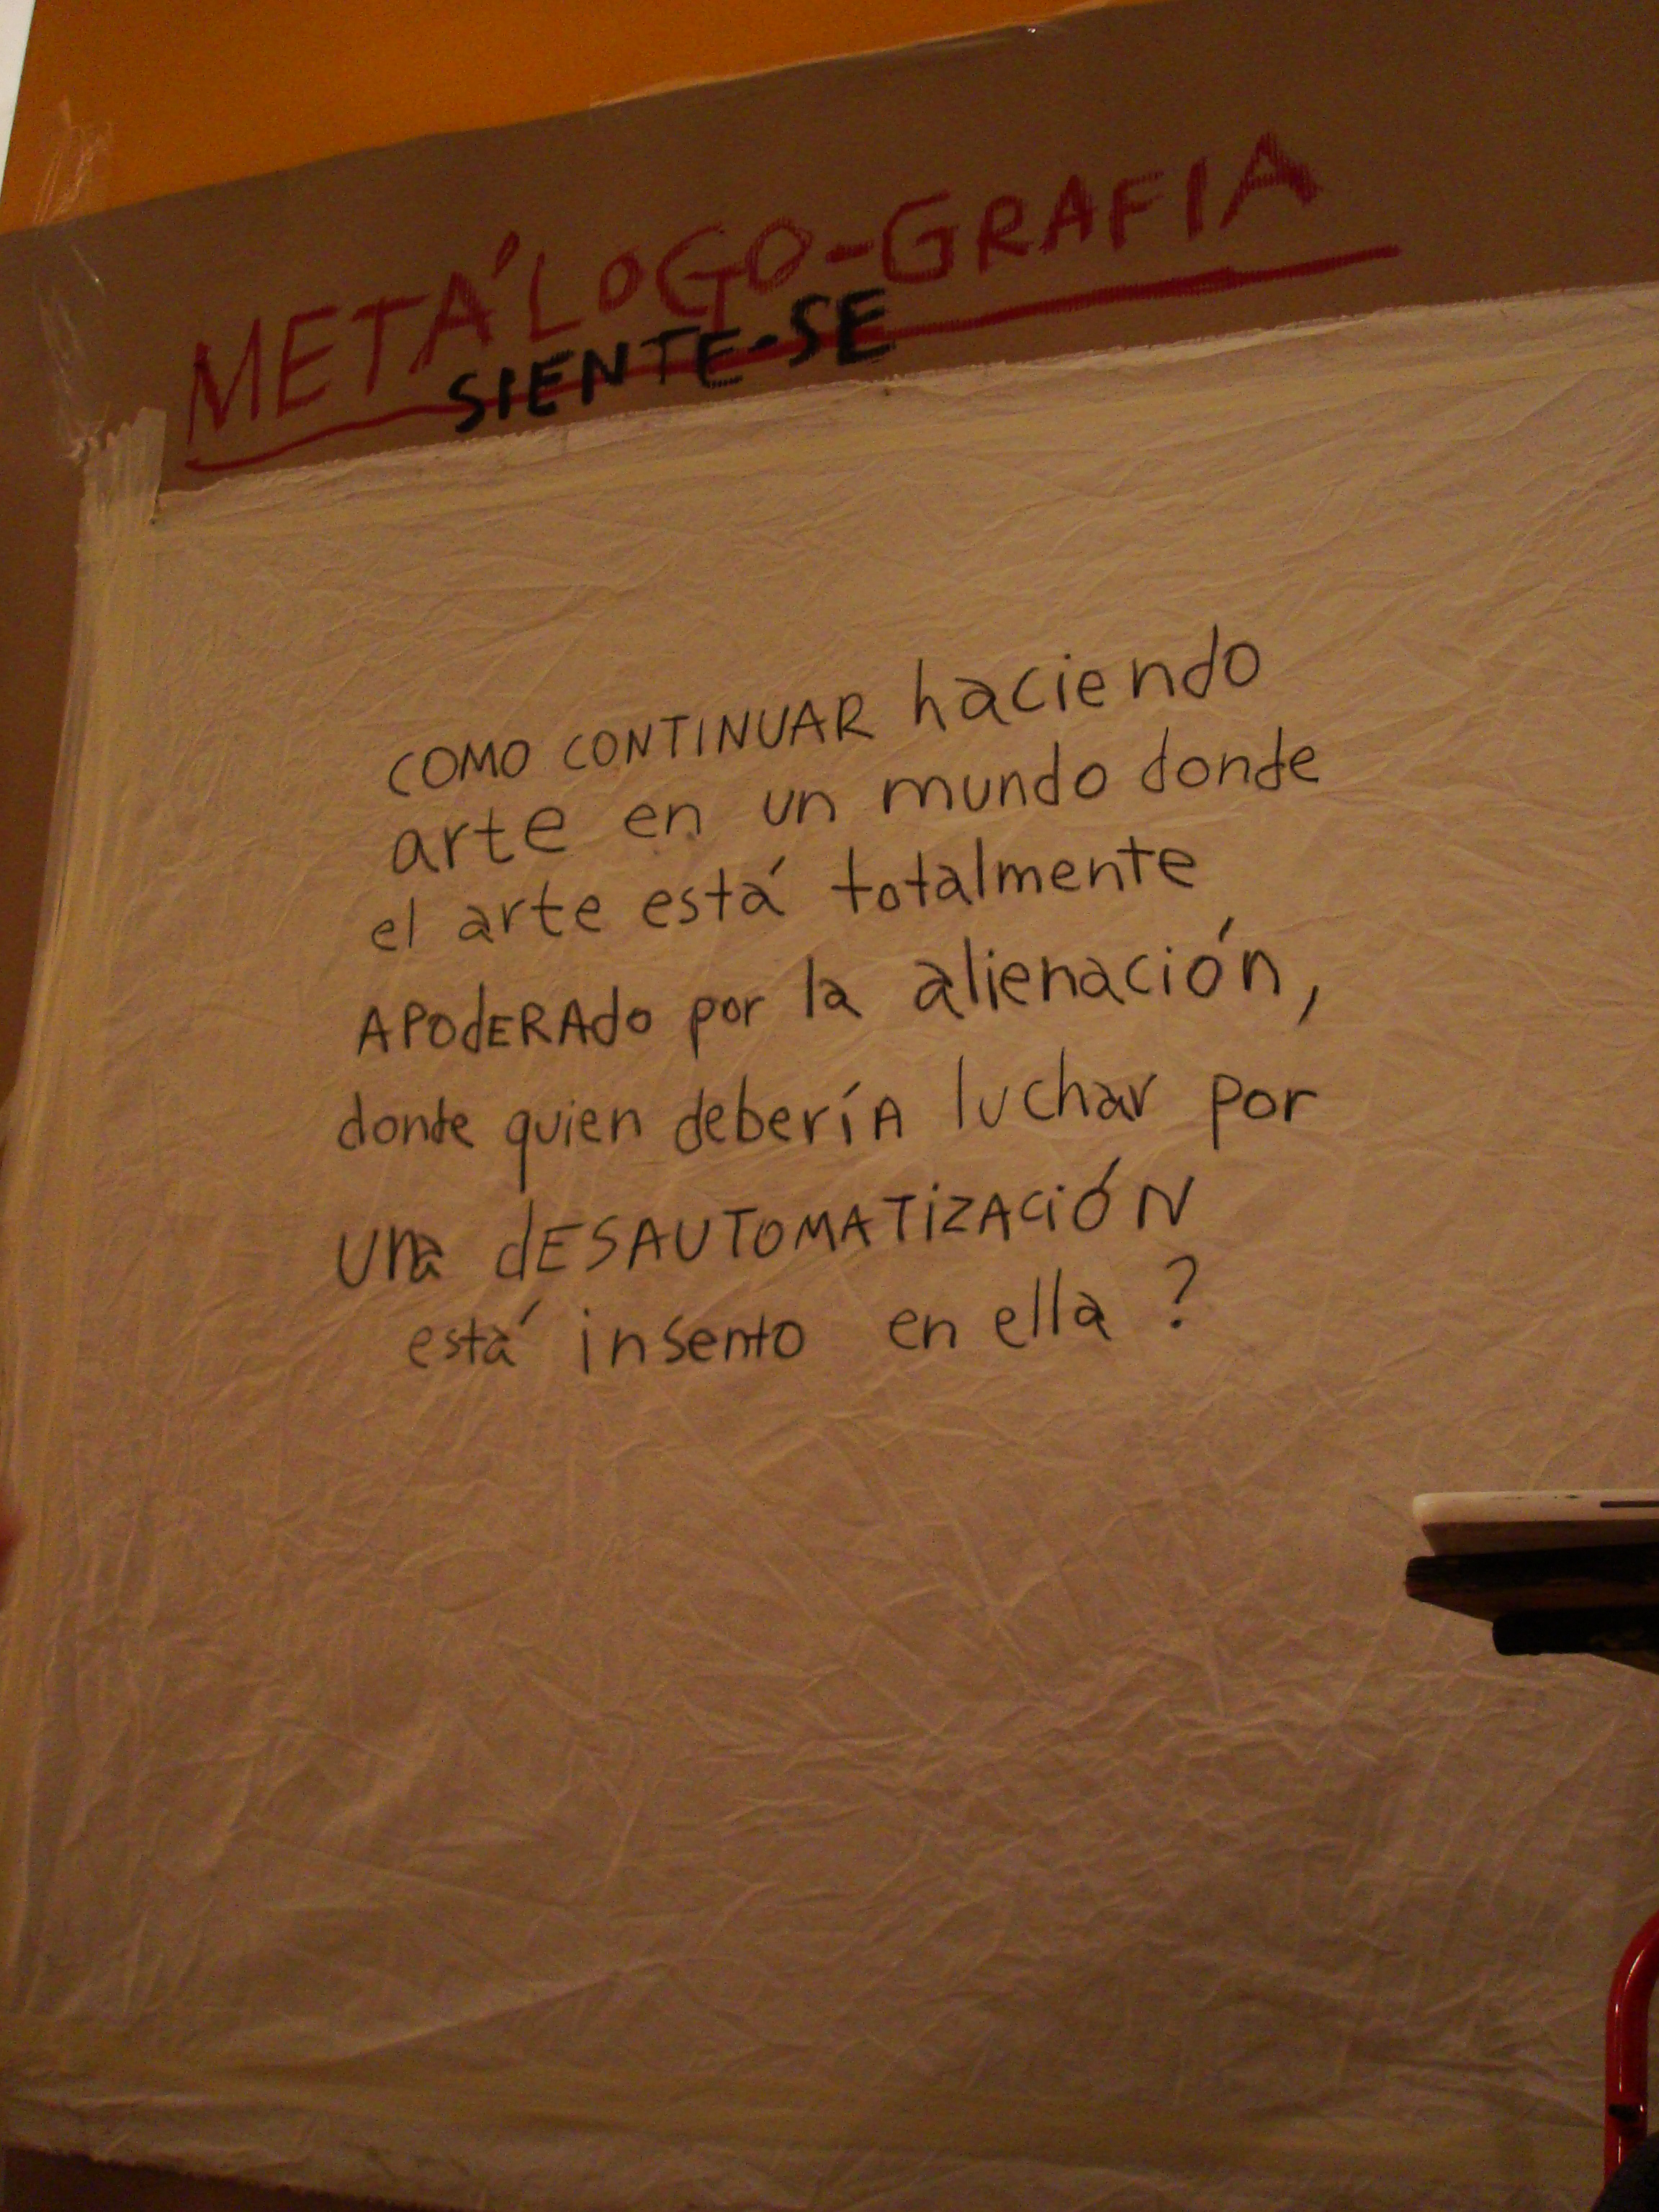 METÁLOGO-GRAFIA
SIENTE-SE
COMO CONTINUAR haciendo
arte en un mundo donde
el arte está totalmente
APOdERAdo por la alienación,
donde quien debería luchar por
una dESAUTOMATiZACiÓN
está insento en ella ?